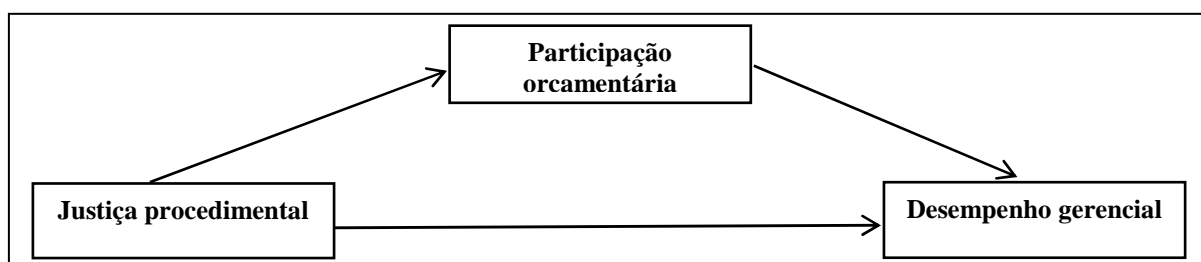 Participação
orcamentária
Justiça procedimental
Desempenho gerencial